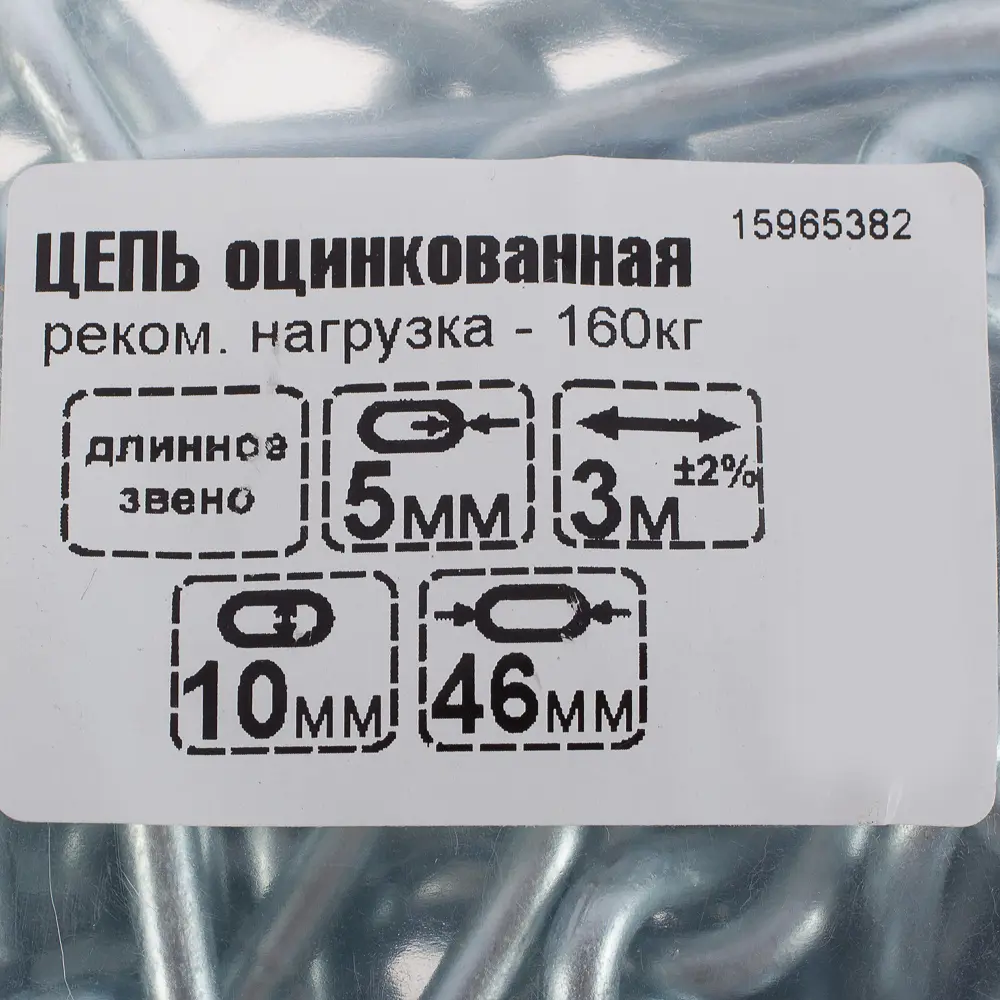 15965382
ЦЕПЬ оцинкованная
реком. нагрузка - 160кг
длинное
звено
5мм
±2%
3м
10мм
46мм